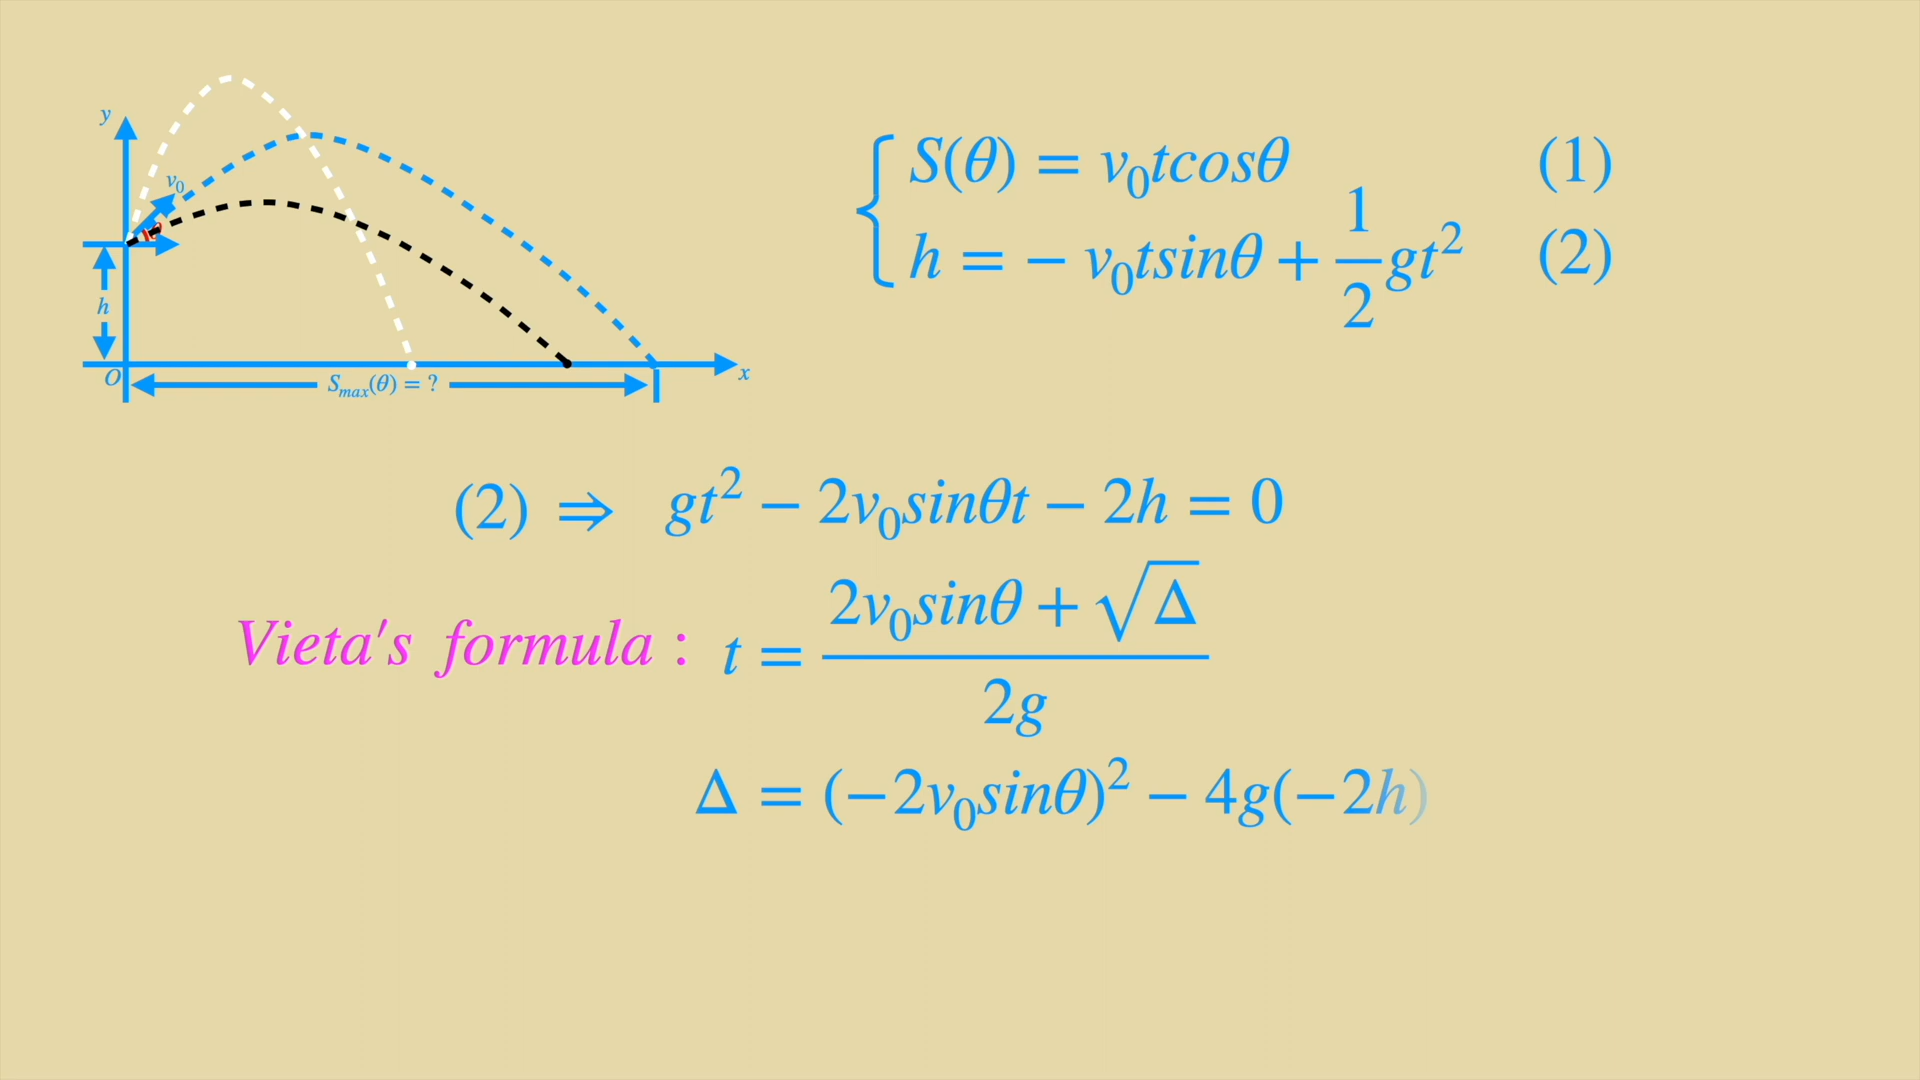 y
v₀
h
O
x
Sₘₐₓ(θ) = ?
S(θ) = v₀tcosθ (1)
h = − v₀tsinθ + 1/2 gt² (2)
(2) ⇒ gt² − 2v₀sinθt − 2h = 0
Vieta's formula : t = (2v₀sinθ + √Δ)/2g
Δ = (−2v₀sinθ)² − 4g(−2h)